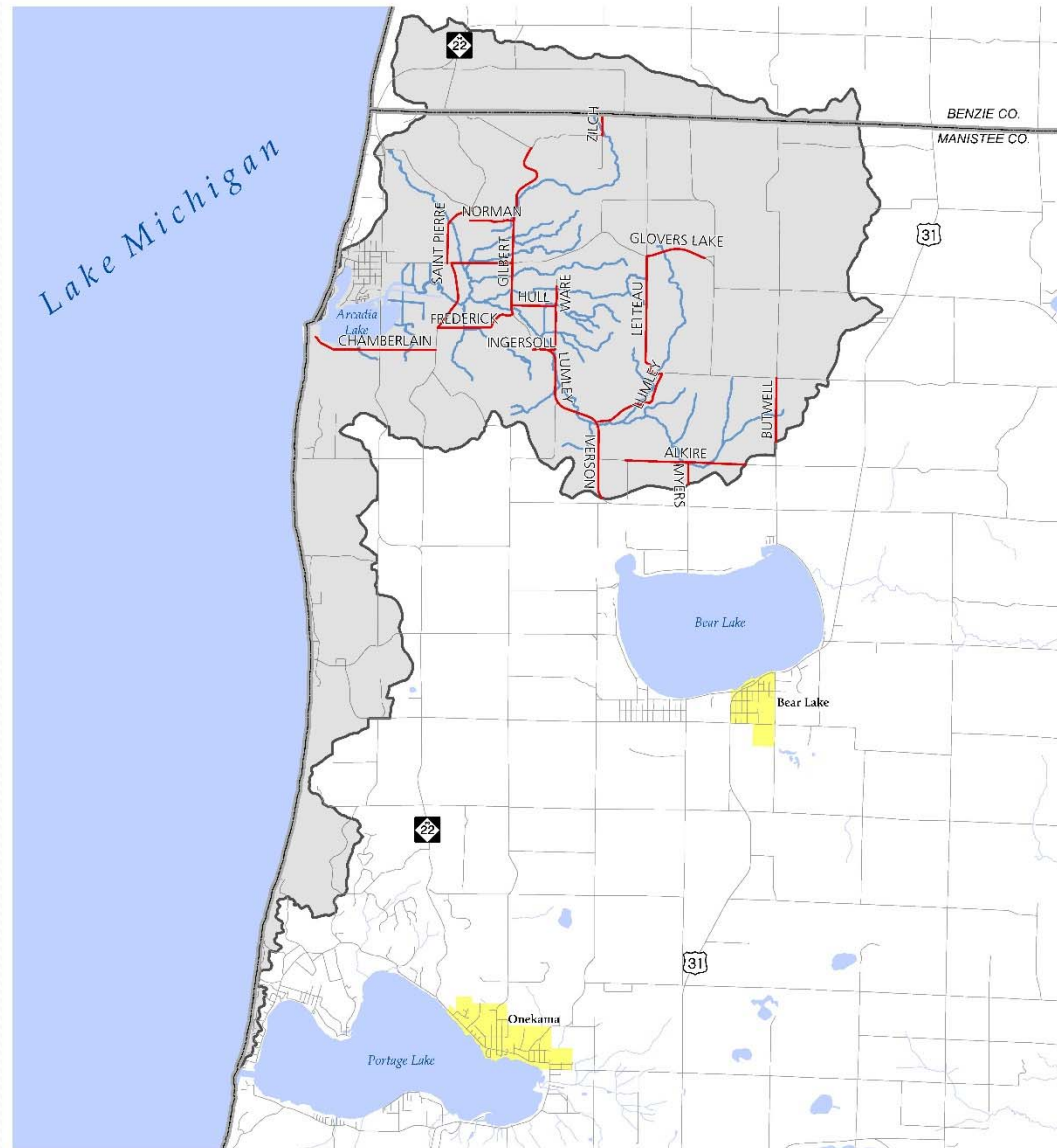 22
BENZIE CO.
MANISTEE CO.
ZILCH
Lake Michigan
31
SAINT PIERRE
NORMAN
GILBERT
GLOVERS LAKE
WARE
HULL
LEITEAU
Arcadia
Lake
FREDERICK
CHAMBERLAIN
INGERSOLL
LUMLEY
LUMLEY
BUTWELL
IVERSON
ALKIRE
MYERS
Bear Lake
Bear Lake
22
31
Onekama
Portage Lake